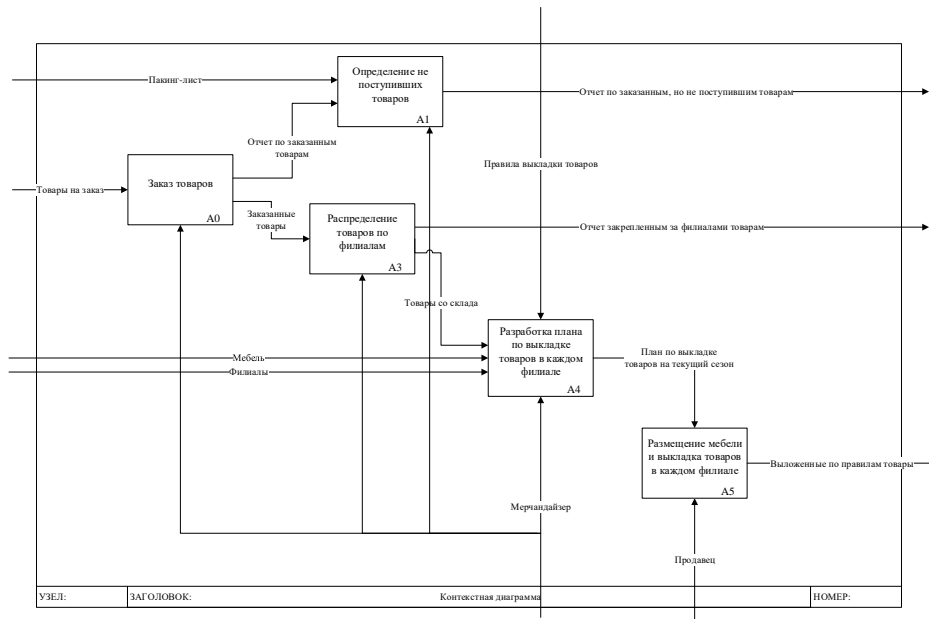 Определение не
поступивших
товаров
A1
Пакинг-лист
Отчет по заказанным, но не поступившим товарам
Отчет по заказанным
товарам
Правила выкладки товаров
Товары на заказ
Заказ товаров
A0
Заказанные
товары
Распределение
товаров по
филиалам
A3
Отчет закрепленным за филиалами товарам
Товары со склада
Разработка плана
по выкладке
товаров в каждом
филиале
A4
Мебель
Филиалы
План по выкладке
товаров на текущий сезон
Размещение мебели
и выкладка товаров
в каждом филиале
A5
Выложенные по правилам товары
Мерчандайзер
Продавец
УЗЕЛ:
ЗАГОЛОВОК:
Контекстная диаграмма
НОМЕР: